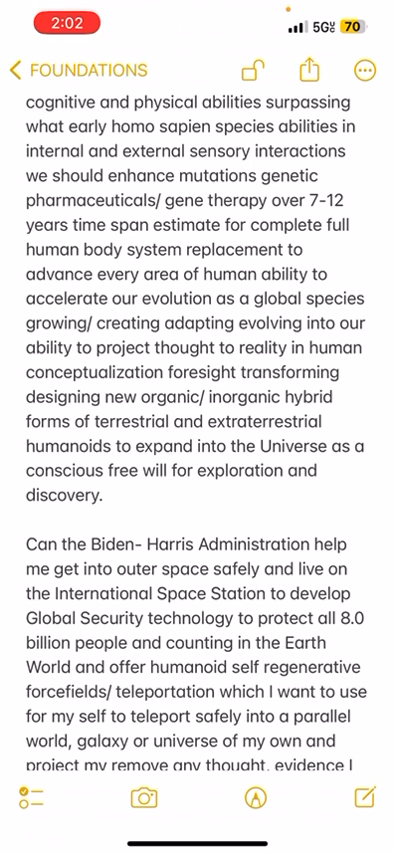 2:02
5G
70
FOUNDATIONS
cognitive and physical abilities surpassing
what early homo sapien species abilities in
internal and external sensory interactions
we should enhance mutations genetic
pharmaceuticals/ gene therapy over 7-12
years time span estimate for complete full
human body system replacement to
advance every area of human ability to
accelerate our evolution as a global species
growing/ creating adapting evolving into our
ability to project thought to reality in human
conceptualization foresight transforming
designing new organic/ inorganic hybrid
forms of terrestrial and extraterrestrial
humanoids to expand into the Universe as a
conscious free will for exploration and
discovery.
Can the Biden- Harris Administration help
me get into outer space safely and live on
the International Space Station to develop
Global Security technology to protect all 8.0
billion people and counting in the Earth
World and offer humanoid self regenerative
forcefields/ teleportation which I want to use
for my self to teleport safely into a parallel
world, galaxy or universe of my own and
project my remove any thought, evidence I